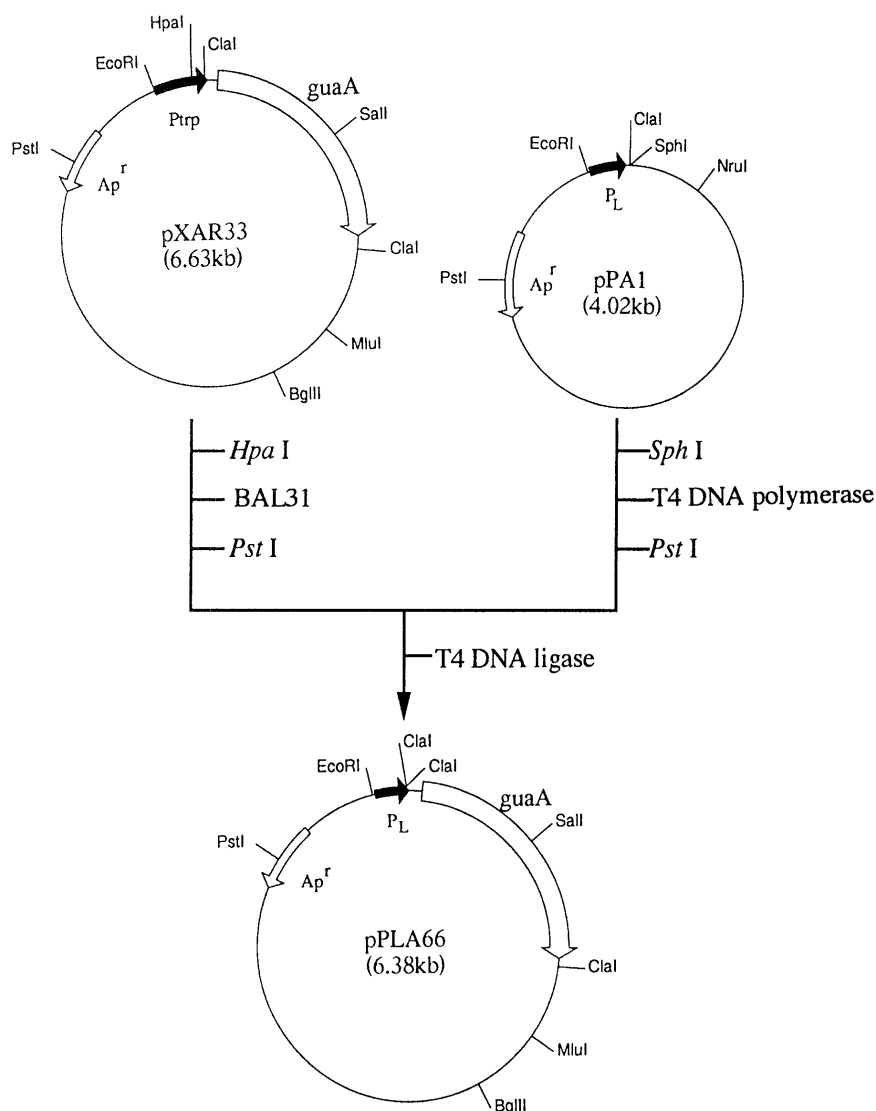 HpaI
ClaI
EcoRI
guaA
Ptrp
SalI
PstI
Ap r
pXAR33
(6.63kb)
ClaI
MluI
BglII
ClaI
EcoRI
SphI
NruI
PL
PstI
Ap r
pPA1
(4.02kb)
Hpa I
BAL31
Pst I
Sph I
T4 DNA polymerase
Pst I
T4 DNA ligase
ClaI
EcoRI
ClaI
guaA
PL
SalI
PstI
Ap r
pPLA66
(6.38kb)
ClaI
MluI
BglII